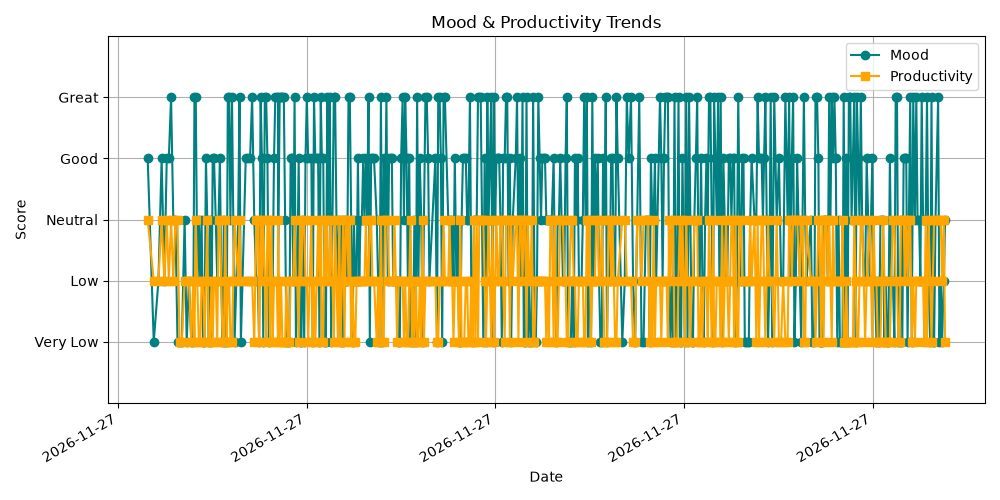 Mood & Productivity Trends
Mood
Productivity
Great
Good
Neutral
Low
Very Low
Score
2026-11-27
2026-11-27
2026-11-27
2026-11-27
2026-11-27
Date